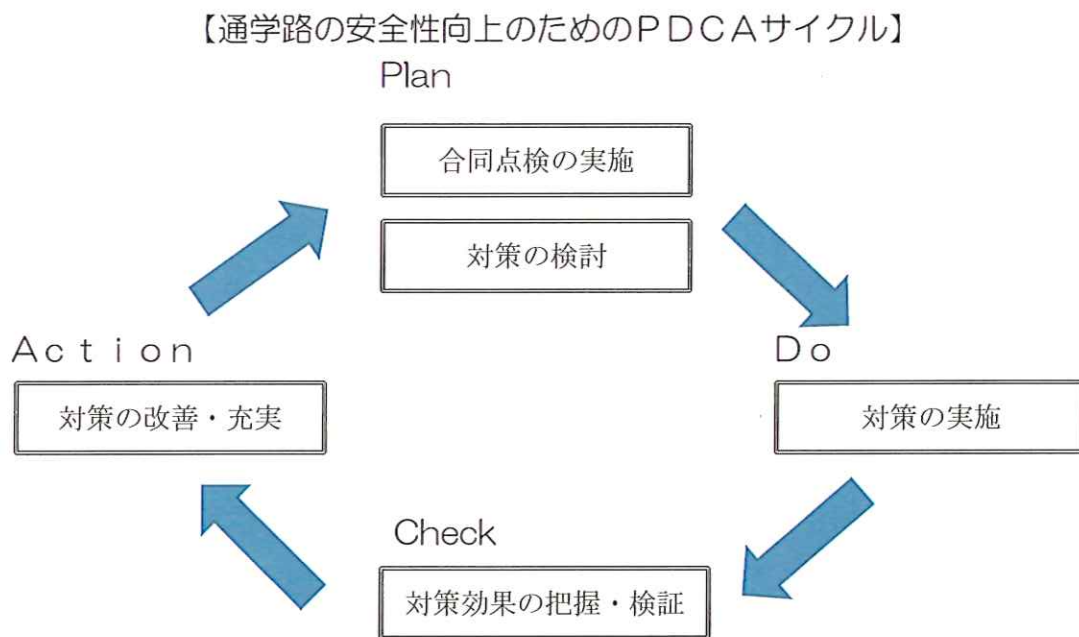 【通学路の安全性向上のためのＰＤＣＡサイクル】
Plan
合同点検の実施
対策の検討
Ａｃｔｉｏｎ
Ｄｏ
対策の改善・充実
対策の実施
Check
対策効果の把握・検証